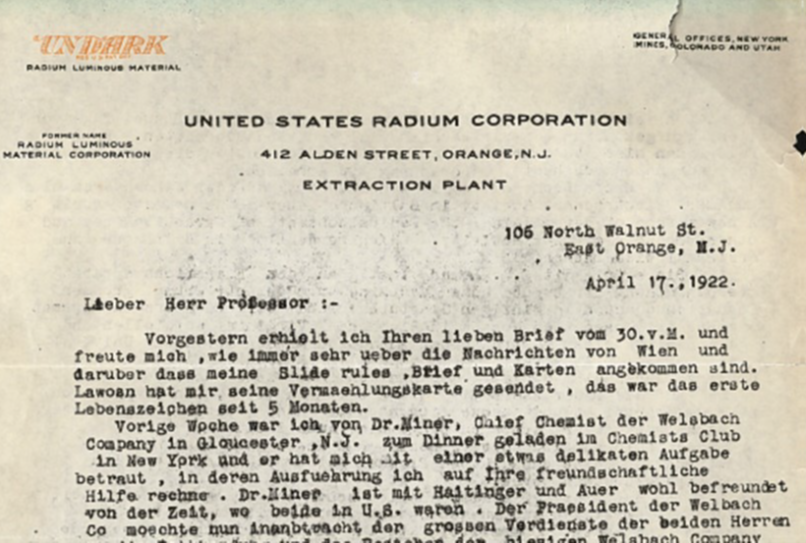 UNDARK
RADIUM LUMINOUS MATERIAL
GENERAL OFFICES, NEW YORK
MINES, COLORADO AND UTAH
UNITED STATES RADIUM CORPORATION
FORMER NAME
RADIUM LUMINOUS
MATERIAL CORPORATION
412 ALDEN STREET, ORANGE, N.J.
EXTRACTION PLANT
106 North Walnut St.
East Orange, N.J.
April 17., 1922.
Lieber Herr Professor :-
Vorgestern erhielt ich Ihren lieben Brief vom 30.v.M. und
freute mich ,wie immer sehr ueber die Nachrichten von Wien und
daruber dass meine Slide rules ,Brief und Karten angekommen sind.
Lawosn hat mir seine Vermaehlungskarte gesendet , das war das erste
Lebenszeichen seit 5 Monaten.
Vorige Woche war ich von Dr.Miner, Chief Chemist der Welsbach
Company in Gloucester ,N.J. zum Dinner geladen im Chemists Club
in New York und er hat mich mit einer etwas delikaten Aufgabe
betraut , in deren Ausfuehrung ich auf Ihre freundschaftliche
Hilfe rechne . Dr.Miner ist mit Haitinger und Auer wohl befreundet
von der Zeit, wo beide in U.S. waren . Der Praesident der Welbach
Co moechte nun inanbtracht der grossen Verdienste der beiden Herren
hiesigen Welsbach Company